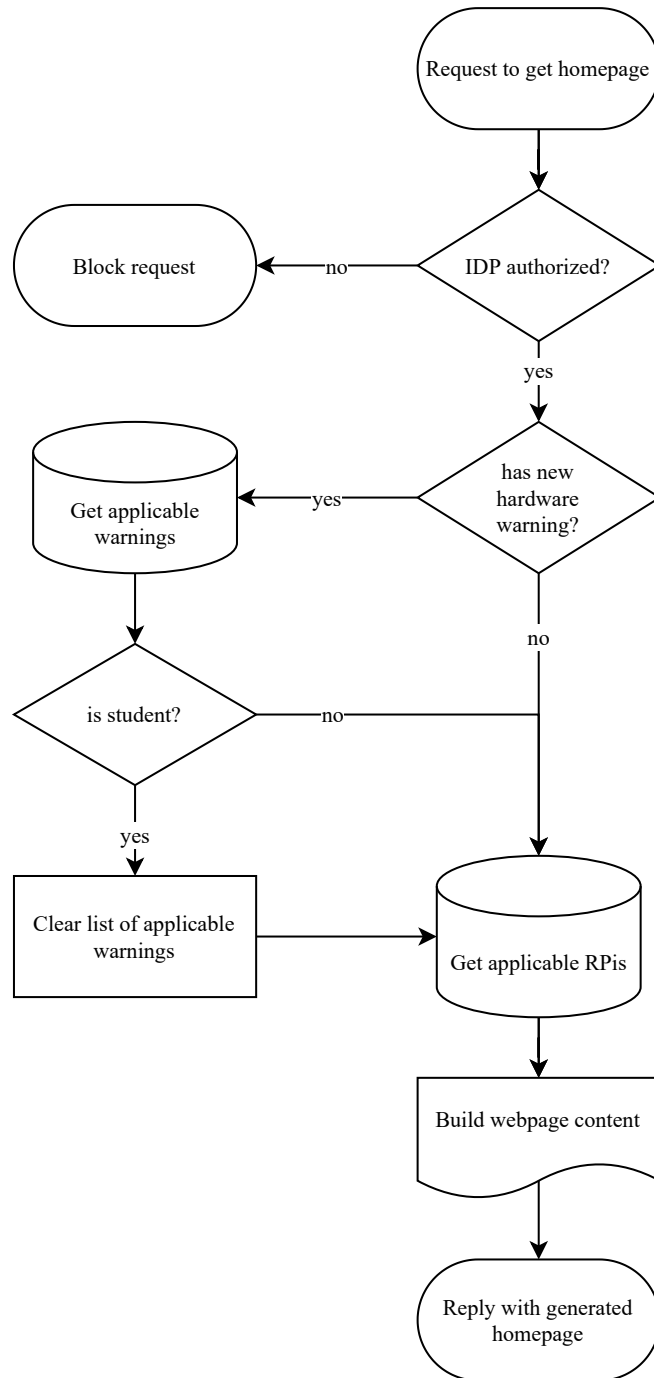 Request to get homepage
IDP authorized?
no
Block request
yes
has new
hardware
warning?
yes
Get applicable
warnings
no
is student?
no
yes
Clear list of applicable
warnings
Get applicable RPis
Build webpage content
Reply with generated
homepage